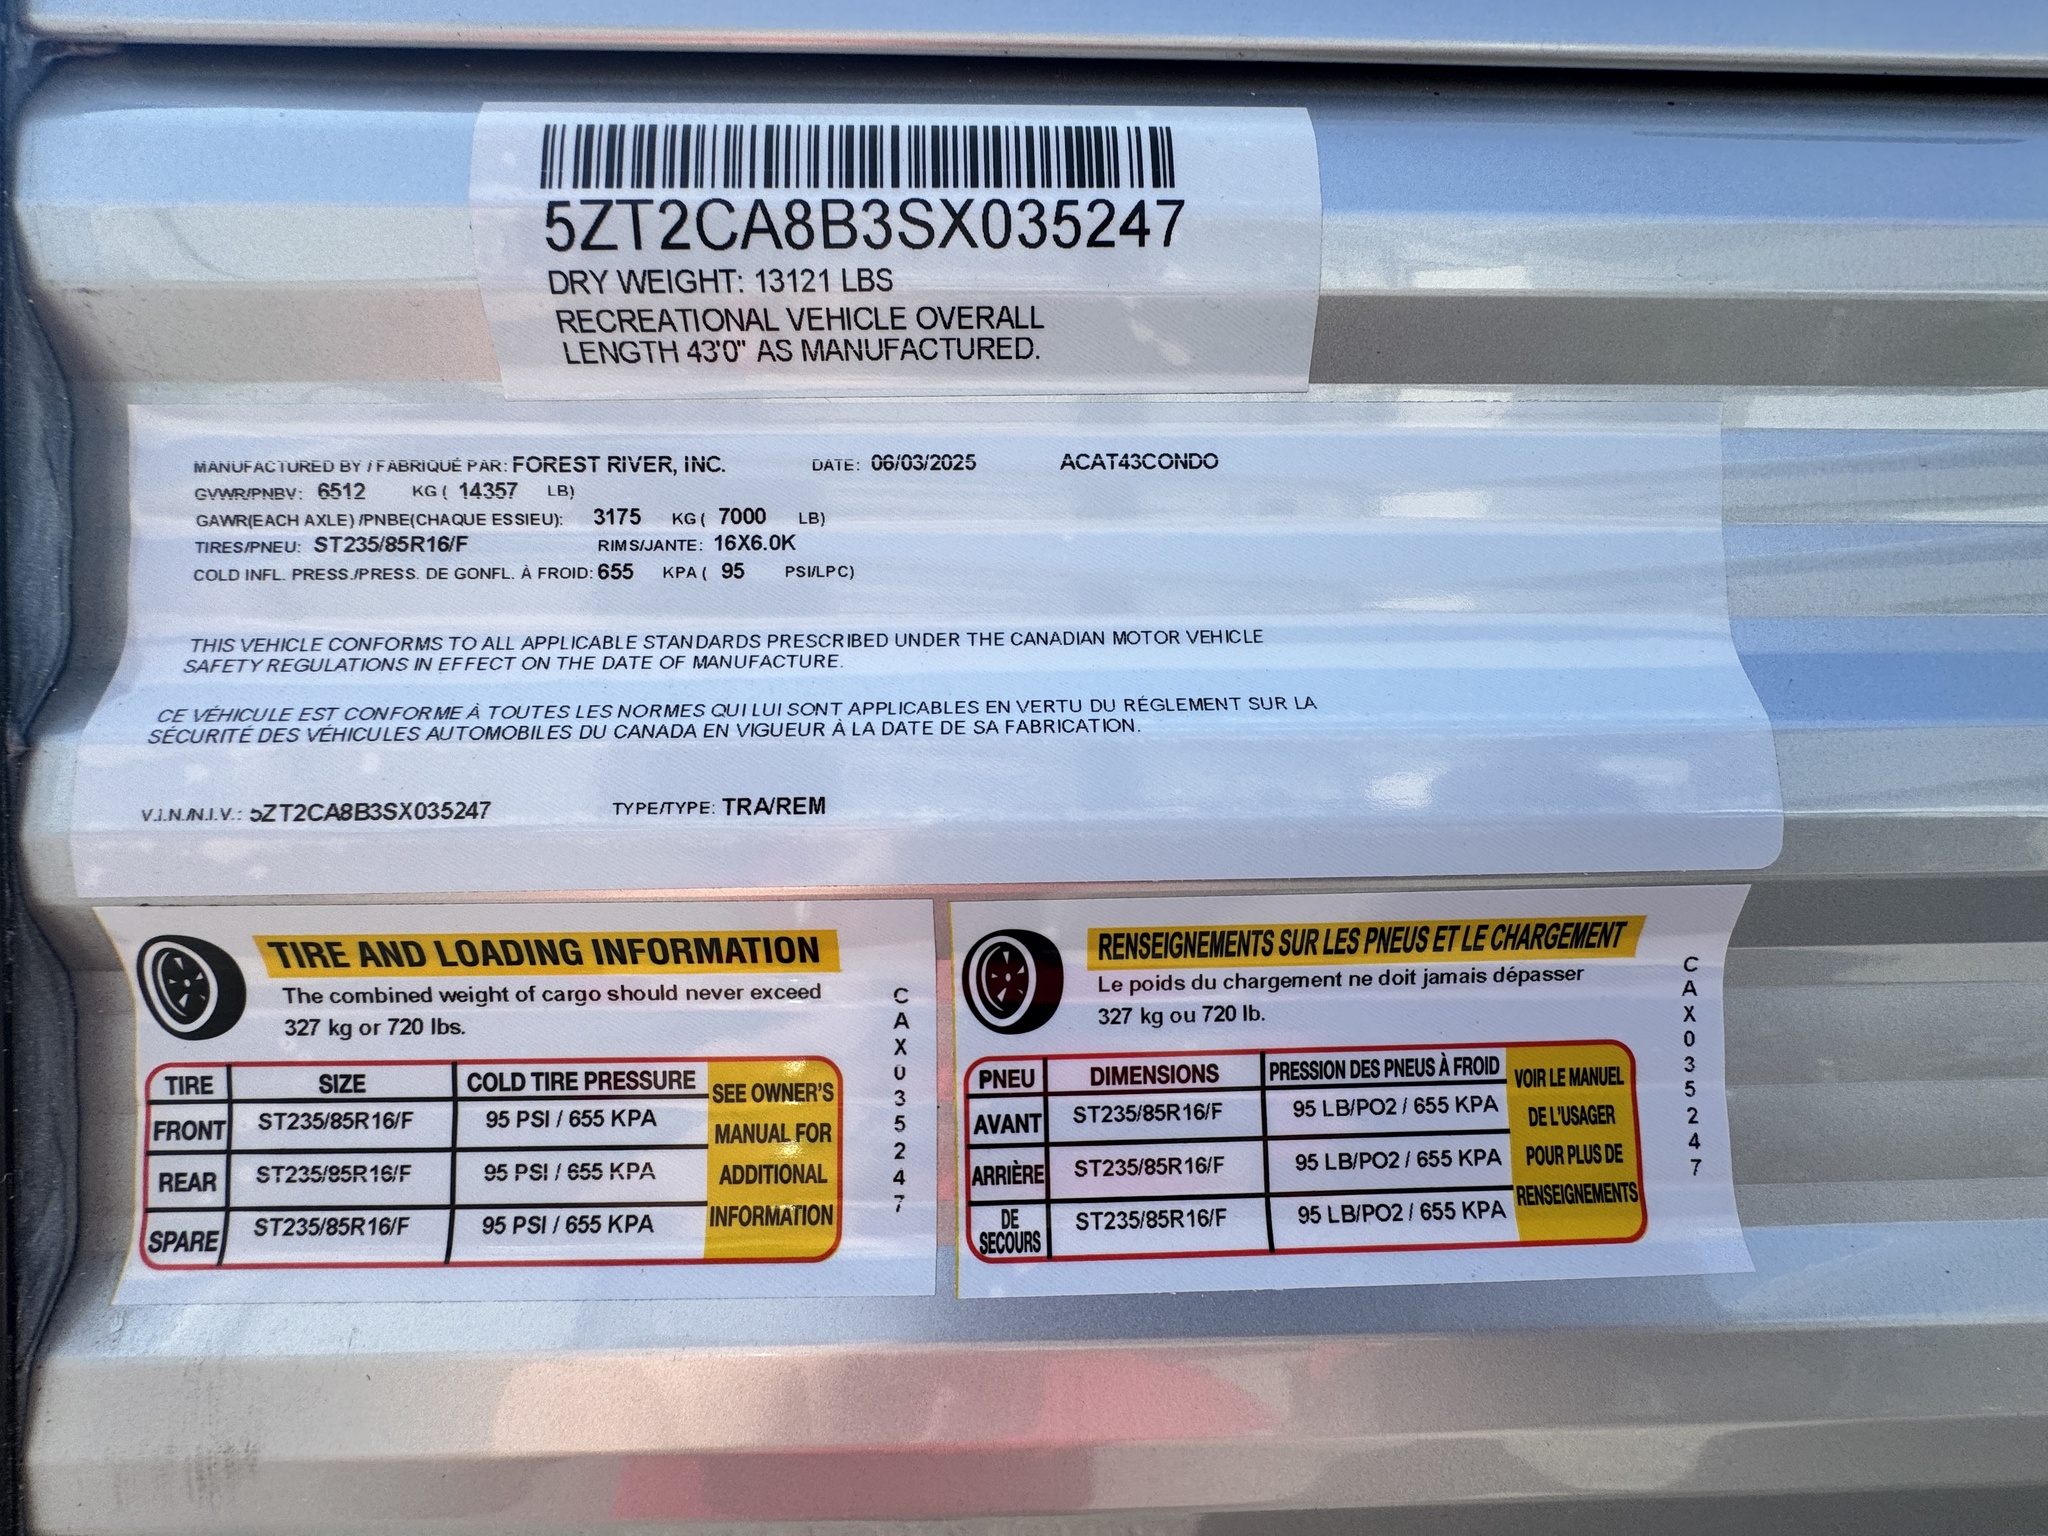 5ZT2CA8B3SX035247
DRY WEIGHT: 13121 LBS
RECREATIONAL VEHICLE OVERALL
LENGTH 43'0" AS MANUFACTURED.
MANUFACTURED BY / FABRIQUÉ PAR: FOREST RIVER, INC. DATE: 06/03/2025 ACAT43CONDO
GVWR/PNBV: 6512 KG ( 14357 LB)
GAWR(EACH AXLE) /PNBE(CHAQUE ESSIEU): 3175 KG ( 7000 LB)
TIRES/PNEU: ST235/85R16/F RIMS/JANTE: 16X6.0K
COLD INFL. PRESS./PRESS. DE GONFL. À FROID: 655 KPA ( 95 PSI/LPC)
THIS VEHICLE CONFORMS TO ALL APPLICABLE STANDARDS PRESCRIBED UNDER THE CANADIAN MOTOR VEHICLE
SAFETY REGULATIONS IN EFFECT ON THE DATE OF MANUFACTURE.
CE VÉHICULE EST CONFORME À TOUTES LES NORMES QUI LUI SONT APPLICABLES EN VERTU DU RÉGLEMENT SUR LA
SÉCURITÉ DES VÉHICULES AUTOMOBILES DU CANADA EN VIGUEUR À LA DATE DE SA FABRICATION.
V.I.N./N.I.V.: 5ZT2CA8B3SX035247 TYPE/TYPE: TRA/REM
TIRE AND LOADING INFORMATION
The combined weight of cargo should never exceed
327 kg or 720 lbs.
TIRE SIZE COLD TIRE PRESSURE
FRONT ST235/85R16/F 95 PSI / 655 KPA
REAR ST235/85R16/F 95 PSI / 655 KPA
SPARE ST235/85R16/F 95 PSI / 655 KPA
SEE OWNER'S
MANUAL FOR
ADDITIONAL
INFORMATION
CAX035247
RENSEIGNEMENTS SUR LES PNEUS ET LE CHARGEMENT
Le poids du chargement ne doit jamais dépasser
327 kg ou 720 lb.
PNEU DIMENSIONS PRESSION DES PNEUS À FROID
AVANT ST235/85R16/F 95 LB/PO2 / 655 KPA
ARRIÈRE ST235/85R16/F 95 LB/PO2 / 655 KPA
DE
SECOURS ST235/85R16/F 95 LB/PO2 / 655 KPA
VOIR LE MANUEL
DE L'USAGER
POUR PLUS DE
RENSEIGNEMENTS
CAX035247